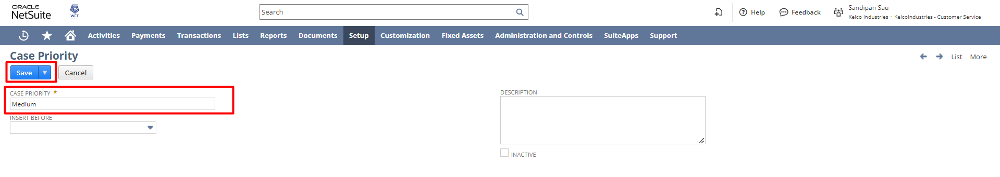 ORACLE
NetSuite
WCT
Search
Help
Feedback
Sandipan Sau
Kelco Industries - KelcoIndustries - Customer Service
Activities Payments Transactions Lists Reports Documents Setup Customization Fixed Assets Administration and Controls SuiteApps Support
Case Priority
List More
Save Cancel
CASE PRIORITY *
Medium
INSERT BEFORE
DESCRIPTION
INACTIVE